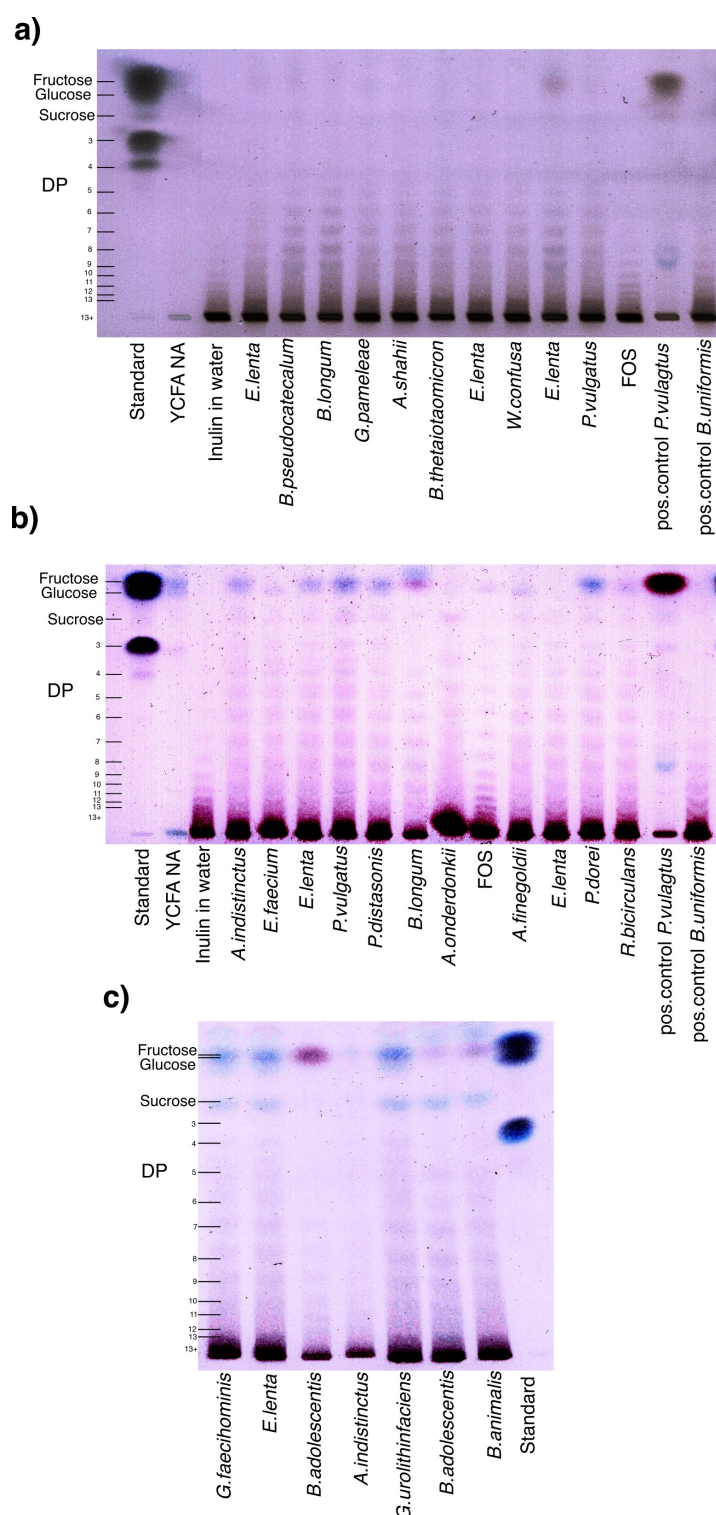 a)
Fructose
Glucose
Sucrose
3
4
DP
5
6
7
8
9
10
11
12
13
13+
Standard
YCFA NA
Inulin in water
E.lenta
B.pseudocatecalum
B.longum
G.pameleae
A.shahii
B.thetaiotaomicron
E.lenta
W.confusa
E.lenta
P.vulgatus
FOS
pos.control P.vulagtus
pos.control B.uniformis
b)
Fructose
Glucose
Sucrose
3
4
DP
5
6
7
8
9
10
11
12
13
13+
Standard
YCFA NA
Inulin in water
A.indistinctus
E.faecium
E.lenta
P.vulgatus
P.distasonis
B.longum
A.onderdonkii
FOS
A.finegoldii
E.lenta
P.dorei
R.bicirculans
pos.control P.vulagtus
pos.control B.uniformis
c)
Fructose
Glucose
Sucrose
3
4
DP
5
6
7
8
9
10
11
12
13
13+
G.faecihominis
E.lenta
B.adolescentis
A.indistinctus
G.urolithinfaciens
B.adolescentis
B.animalis
Standard